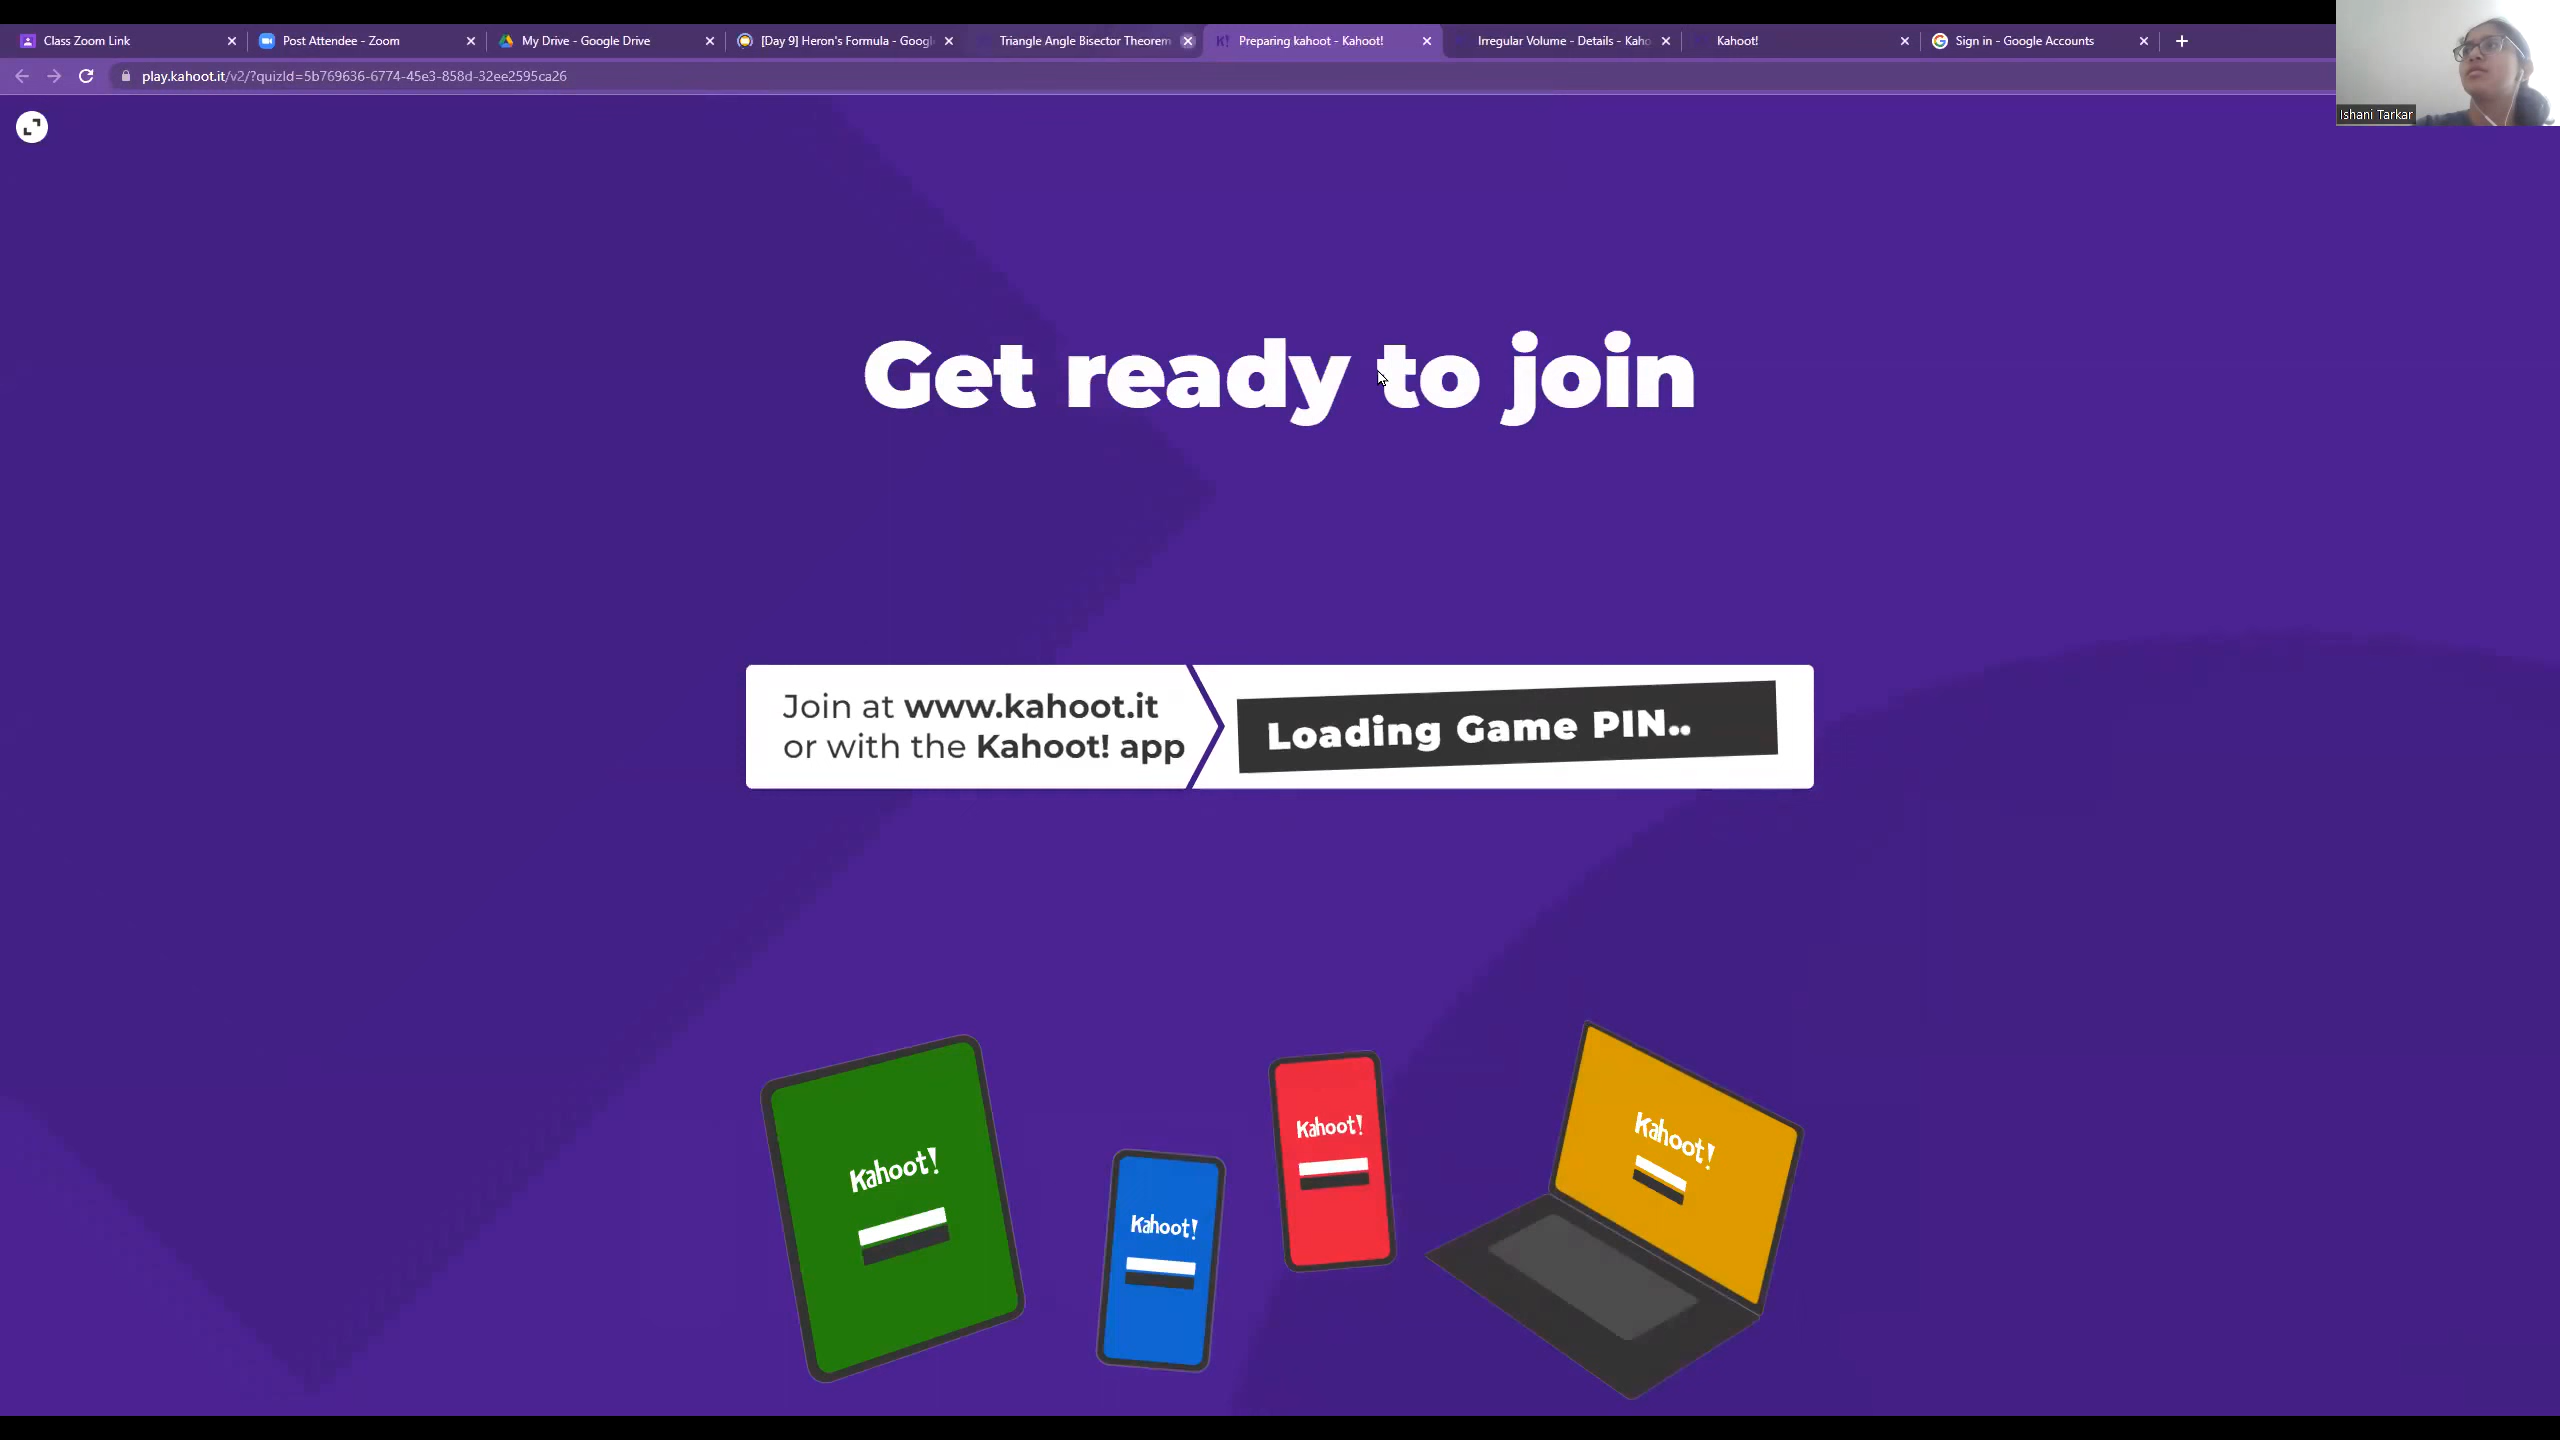 Class Zoom Link
Post Attendee - Zoom
My Drive - Google Drive
[Day 9] Heron's Formula - Googl
Triangle Angle Bisector Theorem
K! Preparing kahoot - Kahoot!
Irregular Volume - Details - Kaho
Kahoot!
Sign in - Google Accounts
play.kahoot.it/v2/?quizId=5b769636-6774-45e3-858d-32ee2595ca26
Ishani Tarkar
Get ready to join
Join at www.kahoot.it
or with the Kahoot! app
Loading Game PIN..
Kahoot!
Kahoot!
Kahoot!
Kahoot!